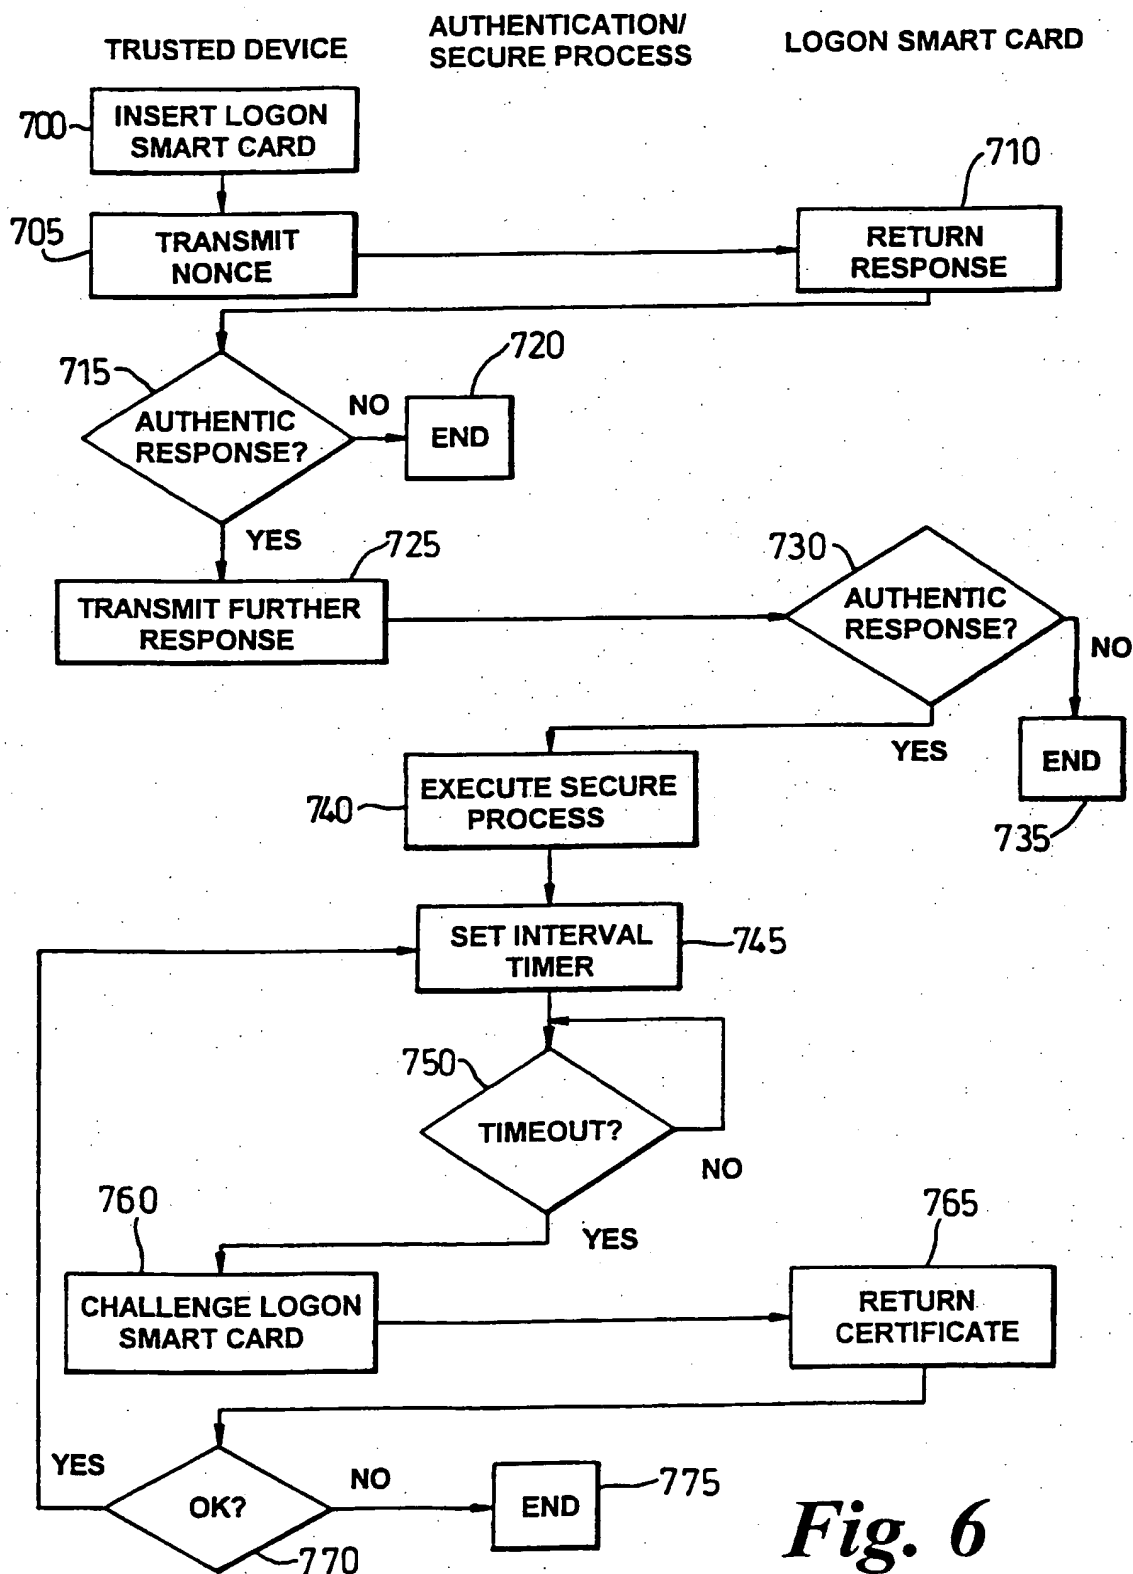 TRUSTED DEVICE
AUTHENTICATION/
SECURE PROCESS
LOGON SMART CARD
700
INSERT LOGON
SMART CARD
705
TRANSMIT
NONCE
710
RETURN
RESPONSE
715
AUTHENTIC
RESPONSE?
NO
720
END
YES
725
TRANSMIT FURTHER
RESPONSE
730
AUTHENTIC
RESPONSE?
NO
YES
END
735
740
EXECUTE SECURE
PROCESS
SET INTERVAL
TIMER
745
750
TIMEOUT?
NO
YES
760
CHALLENGE LOGON
SMART CARD
765
RETURN
CERTIFICATE
YES
OK?
NO
END
775
770
Fig. 6